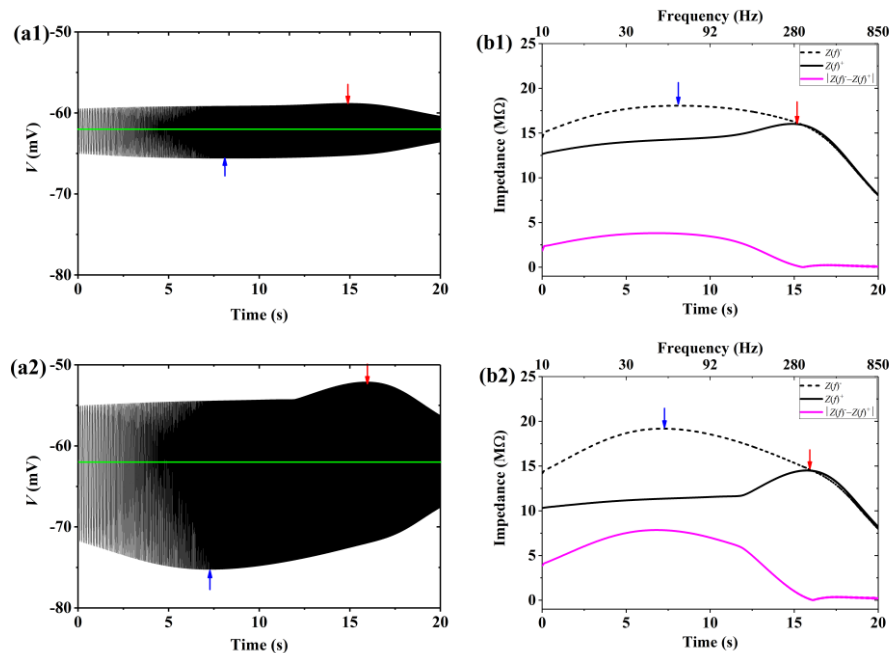 (a1)
-50
-60
-70
-80
V (mV)
0 5 10 15 20
Time (s)
(b1)
Frequency (Hz)
10 30 92 280 850
25
20
15
10
5
0
Impedance (MΩ)
Z(f)-
Z(f)+
|Z(f)-−Z(f)+|
0 5 10 15 20
Time (s)
(a2)
-50
-60
-70
-80
V (mV)
0 5 10 15 20
Time (s)
(b2)
Frequency (Hz)
10 30 92 280 850
25
20
15
10
5
0
Impedance (MΩ)
Z(f)-
Z(f)+
|Z(f)-−Z(f)+|
0 5 10 15 20
Time (s)